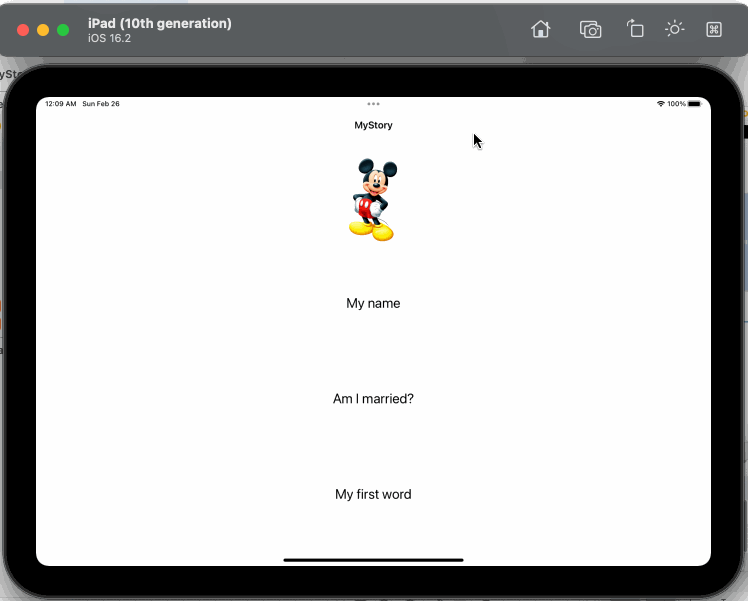 iPad (10th generation)
iOS 16.2
12:09 AM Sun Feb 26
100%
MyStory
My name
Am I married?
My first word